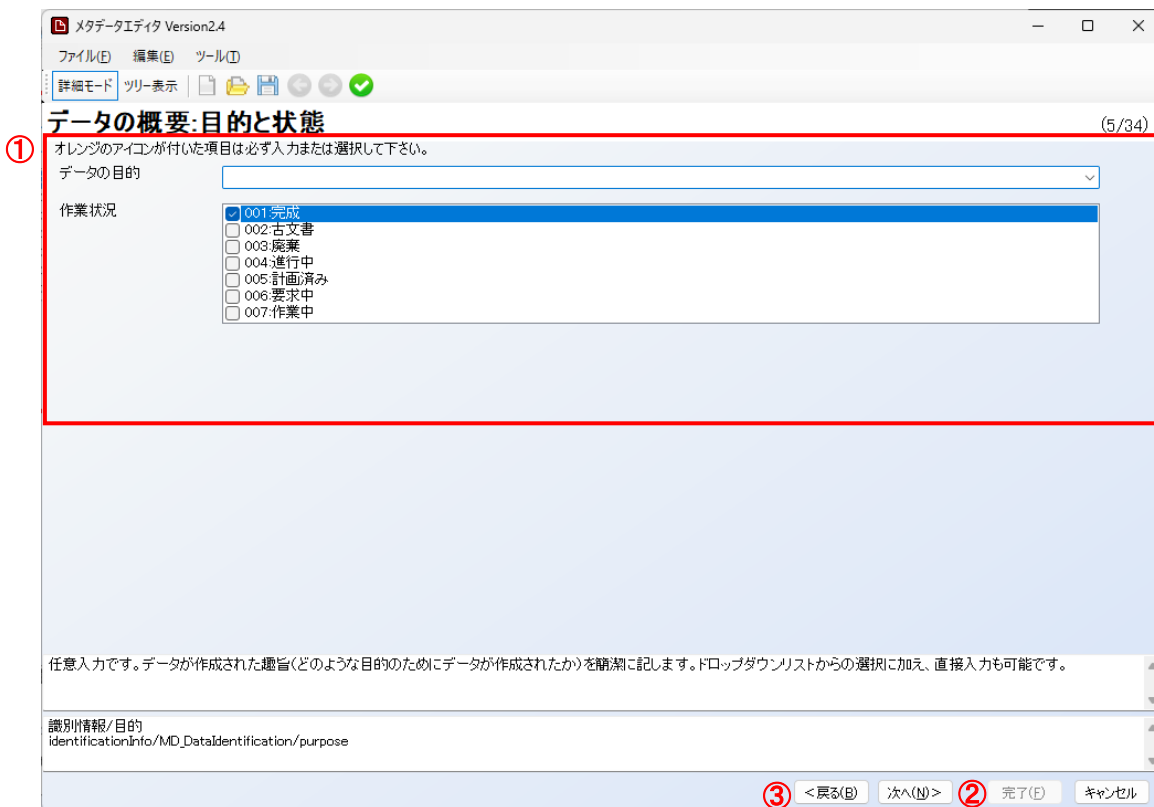 メタデータエディタ Version2.4
ファイル(F) 編集(E) ツール(T)
詳細モード ツリー表示
データの概要:目的と状態 (5/34)
①
オレンジのアイコンが付いた項目は必ず入力または選択して下さい。
データの目的
作業状況
001:完成
002:古文書
003:廃棄
004:進行中
005:計画済み
006:要求中
007:作業中
任意入力です。データが作成された趣旨(どのような目的のためにデータが作成されたか)を簡潔に記します。ドロップダウンリストからの選択に加え、直接入力も可能です。
識別情報/目的
identificationInfo/MD_DataIdentification/purpose
③ <戻る(B) 次へ(N)> ② 完了(F) キャンセル